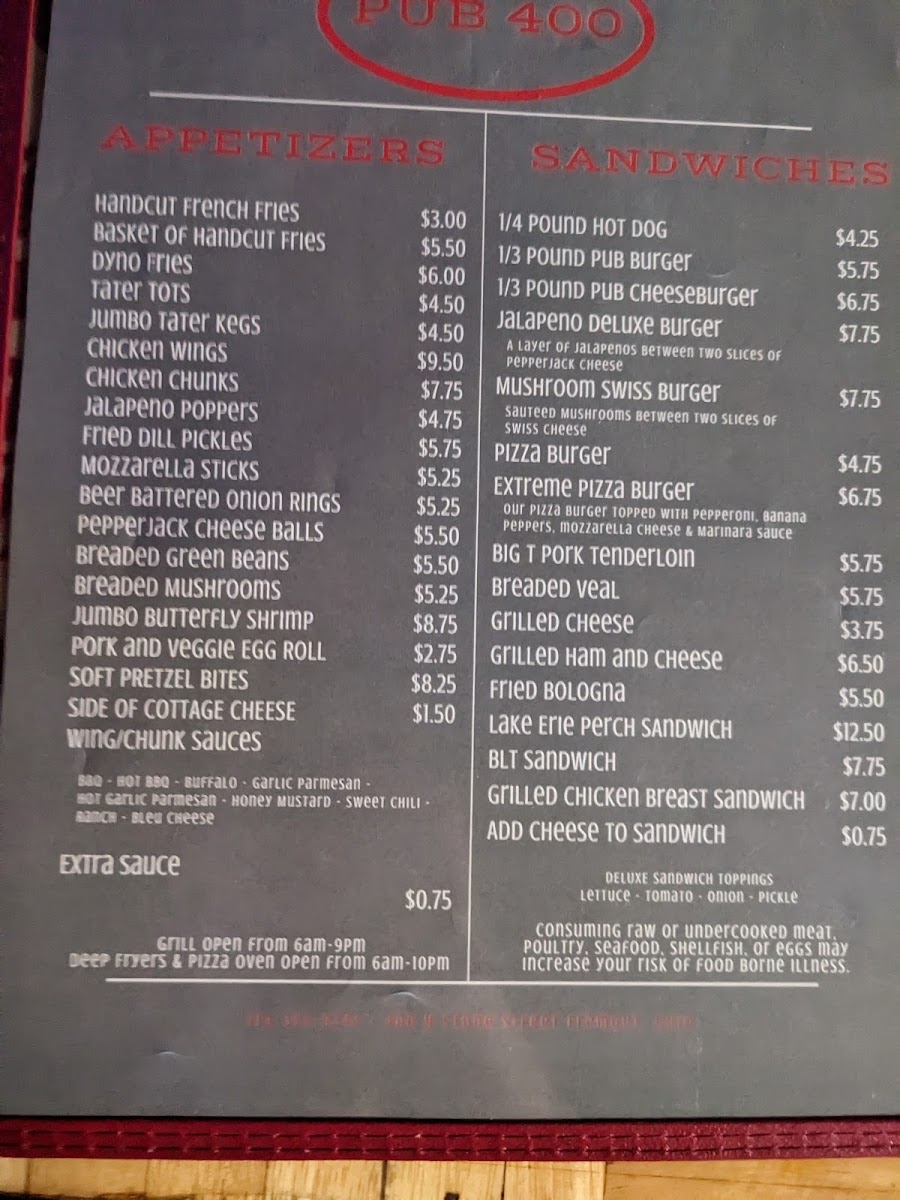 PUB 400
APPETIZERS
Handcut French Fries $3.00
Basket of Handcut Fries $5.50
Dyno Fries $6.00
Tater Tots $4.50
Jumbo Tater Kegs $4.50
Chicken Wings $9.50
Chicken Chunks $7.75
Jalapeno Poppers $4.75
Fried Dill Pickles $5.75
Mozzarella Sticks $5.25
Beer Battered Onion Rings $5.25
Pepperjack Cheese Balls $5.50
Breaded Green Beans $5.50
Breaded Mushrooms $5.25
Jumbo Butterfly Shrimp $8.75
Pork and Veggie Egg Roll $2.75
Soft Pretzel Bites $8.25
Side of Cottage Cheese $1.50
Wing/Chunk Sauces
BBQ - Hot BBQ - Buffalo - Garlic Parmesan -
Hot Garlic Parmesan - Honey Mustard - Sweet Chili -
Ranch - Bleu Cheese
Extra Sauce
$0.75
Grill Open From 6am-9pm
Deep Fryers & Pizza Oven Open From 6am-10pm
SANDWICHES
1/4 Pound Hot Dog $4.25
1/3 Pound Pub Burger $5.75
1/3 Pound Pub Cheeseburger $6.75
Jalapeno Deluxe Burger $7.75
A Layer of Jalapenos Between Two Slices of
Pepperjack Cheese
Mushroom Swiss Burger $7.75
Sauteed Mushrooms Between Two Slices of
Swiss Cheese
Pizza Burger $4.75
Extreme Pizza Burger $6.75
Our Pizza Burger Topped With Pepperoni, Banana
Peppers, Mozzarella Cheese & Marinara Sauce
Big T Pork Tenderloin $5.75
Breaded Veal $5.75
Grilled Cheese $3.75
Grilled Ham and Cheese $6.50
Fried Bologna $5.50
Lake Erie Perch Sandwich $12.50
BLT Sandwich $7.75
Grilled Chicken Breast Sandwich $7.00
Add Cheese to Sandwich $0.75
Deluxe Sandwich Toppings
Lettuce - Tomato - Onion - Pickle
Consuming raw or undercooked meat,
poultry, seafood, shellfish, or eggs may
increase your risk of food borne illness.